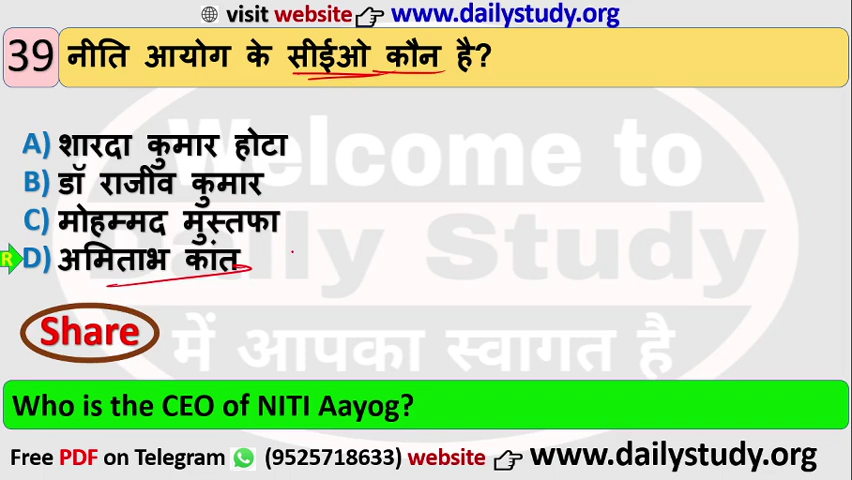 visit website www.dailystudy.org
39 नीति आयोग के सीईओ कौन है?
A) शारदा कुमार होटा
B) डॉ राजीव कुमार
C) मोहम्मद मुस्तफा
R D) अमिताभ कांत
Welcome to
Daily Study
में आपका स्वागत है
Share
Who is the CEO of NITI Aayog?
Free PDF on Telegram (9525718633) website www.dailystudy.org